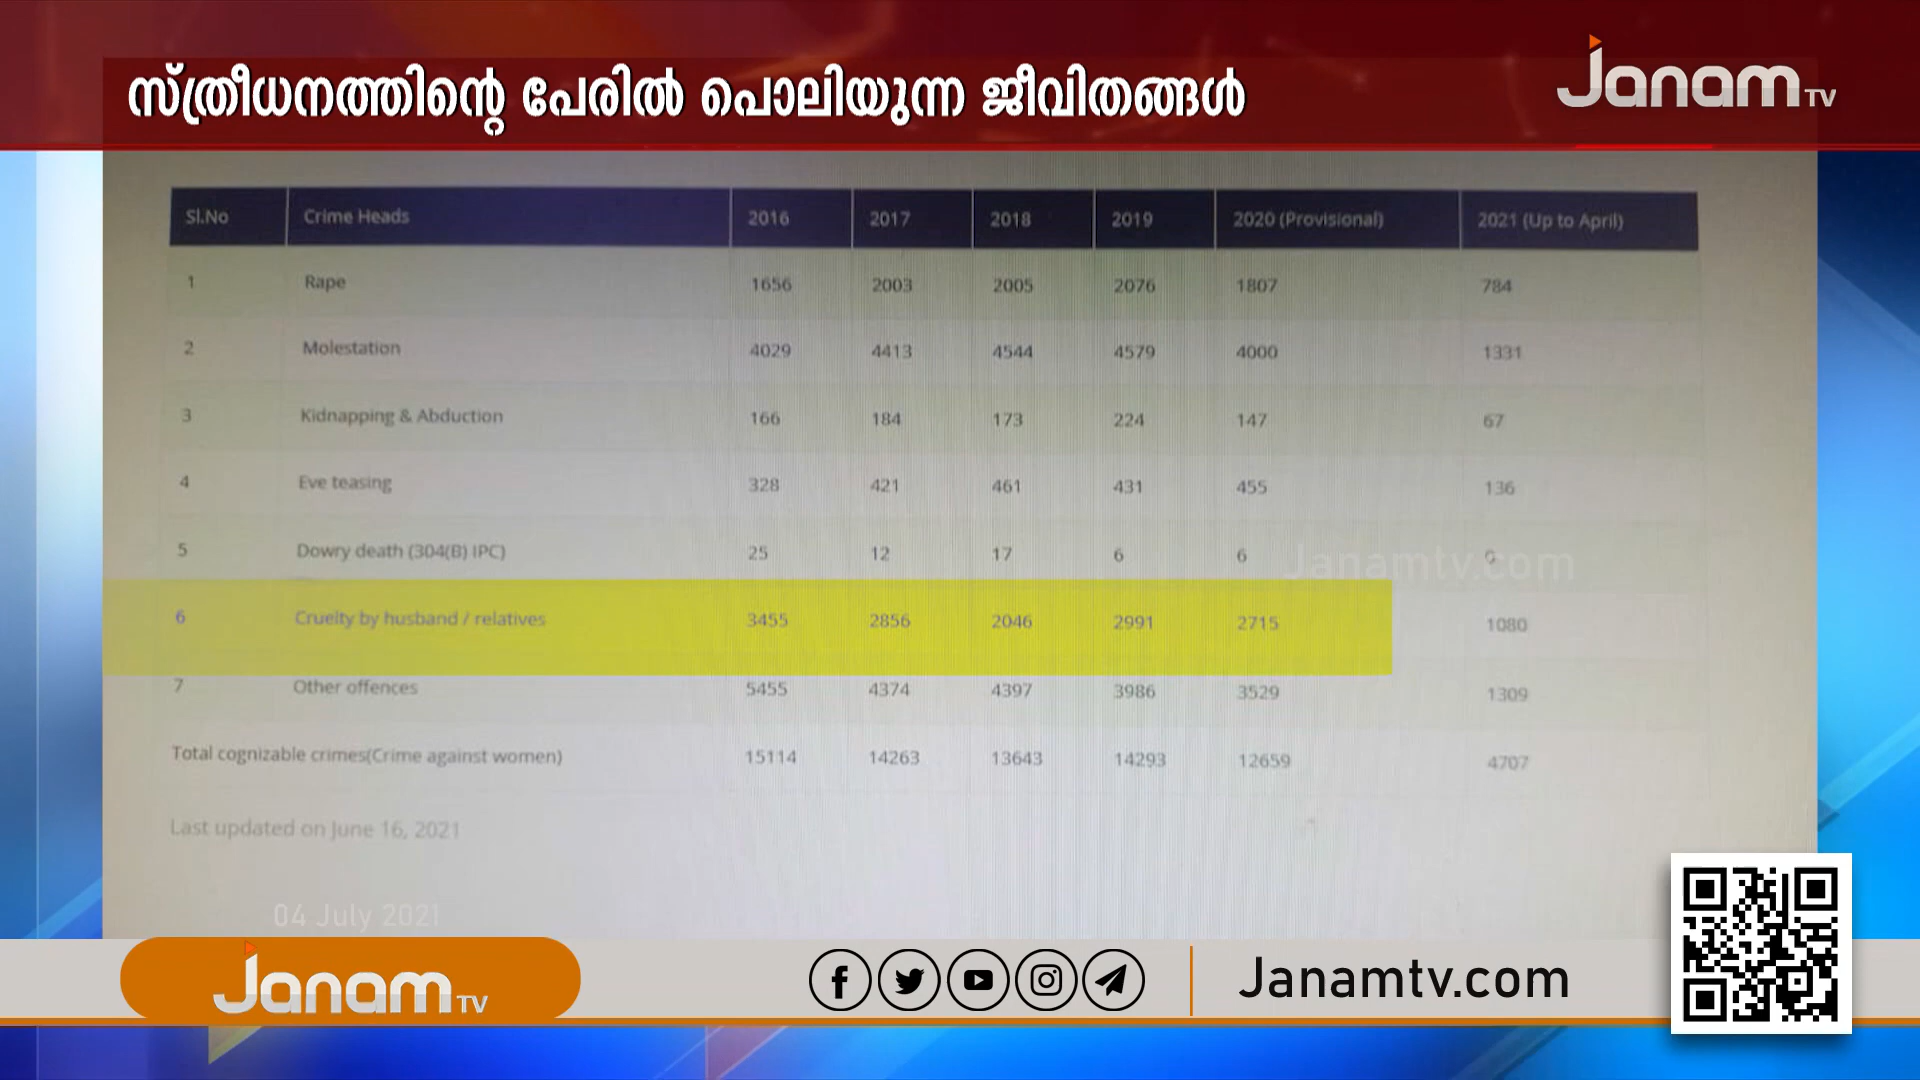 സ്ത്രീധനത്തിന്റെ പേരിൽ പൊലിയുന്ന ജീവിതങ്ങൾ
Janam TV
Sl.No Crime Heads 2016 2017 2018 2019 2020 (Provisional) 2021 (Up to April)
1 Rape 1656 2003 2005 2076 1807 784
2 Molestation 4029 4413 4544 4579 4000 1331
3 Kidnapping & Abduction 166 184 173 224 147 67
4 Eve teasing 328 421 461 431 455 136
5 Dowry death (304(B) IPC) 25 12 17 6 6
Janamtv.com
6 Cruelty by husband / relatives 3455 2856 2046 2991 2715 1080
7 Other offences 5455 4374 4397 3986 3529 1309
Total cognizable crimes(Crime against women) 15114 14263 13643 14293 12659 4707
Last updated on June 16, 2021
04 July 2021
Janam TV
Janamtv.com